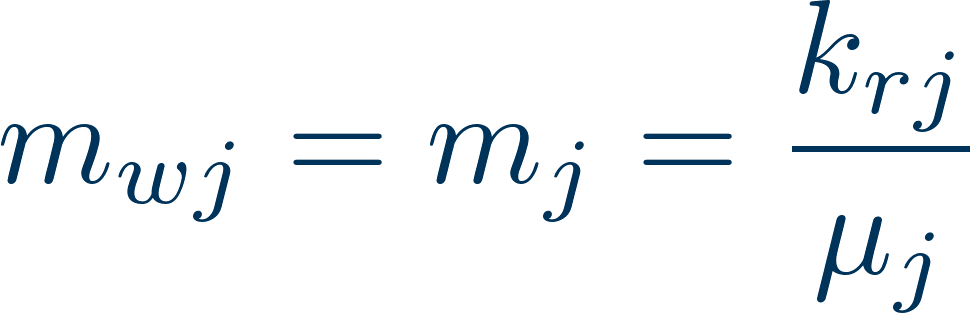 m_{wj} = m_j = \frac{k_{rj}}{\mu_j}